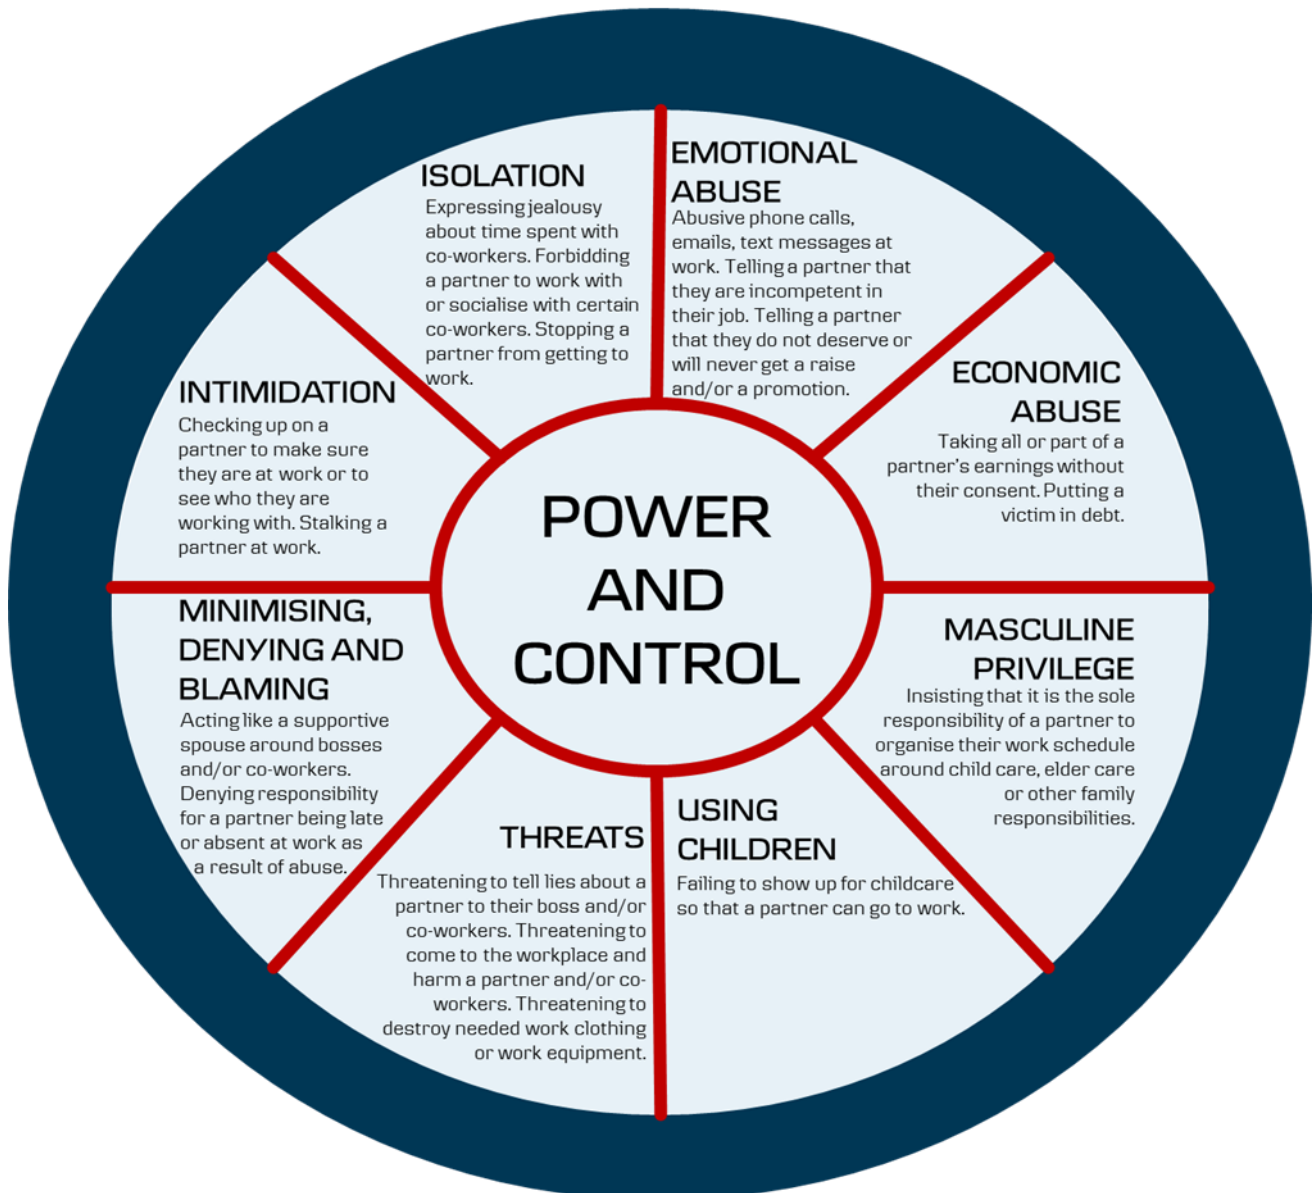 ISOLATION
Expressing jealousy
about time spent with
co-workers. Forbidding
a partner to work with
or socialise with certain
co-workers. Stopping a
partner from getting to
work.
EMOTIONAL
ABUSE
Abusive phone calls,
emails, text messages at
work. Telling a partner that
they are incompetent in
their job. Telling a partner
that they do not deserve or
will never get a raise
and/or a promotion.
INTIMIDATION
Checking up on a
partner to make sure
they are at work or to
see who they are
working with. Stalking a
partner at work.
ECONOMIC
ABUSE
Taking all or part of a
partner's earnings without
their consent. Putting a
victim in debt.
POWER
AND
CONTROL
MINIMISING,
DENYING AND
BLAMING
Acting like a supportive
spouse around bosses
and/or co-workers.
Denying responsibility
for a partner being late
or absent at work as
a result of abuse.
MASCULINE
PRIVILEGE
Insisting that it is the sole
responsibility of a partner to
organise their work schedule
around child care, elder care
or other family
responsibilities.
THREATS
Threatening to tell lies about a
partner to their boss and/or
co-workers. Threatening to
come to the workplace and
harm a partner and/or co-
workers. Threatening to
destroy needed work clothing
or work equipment.
USING
CHILDREN
Failing to show up for childcare
so that a partner can go to work.